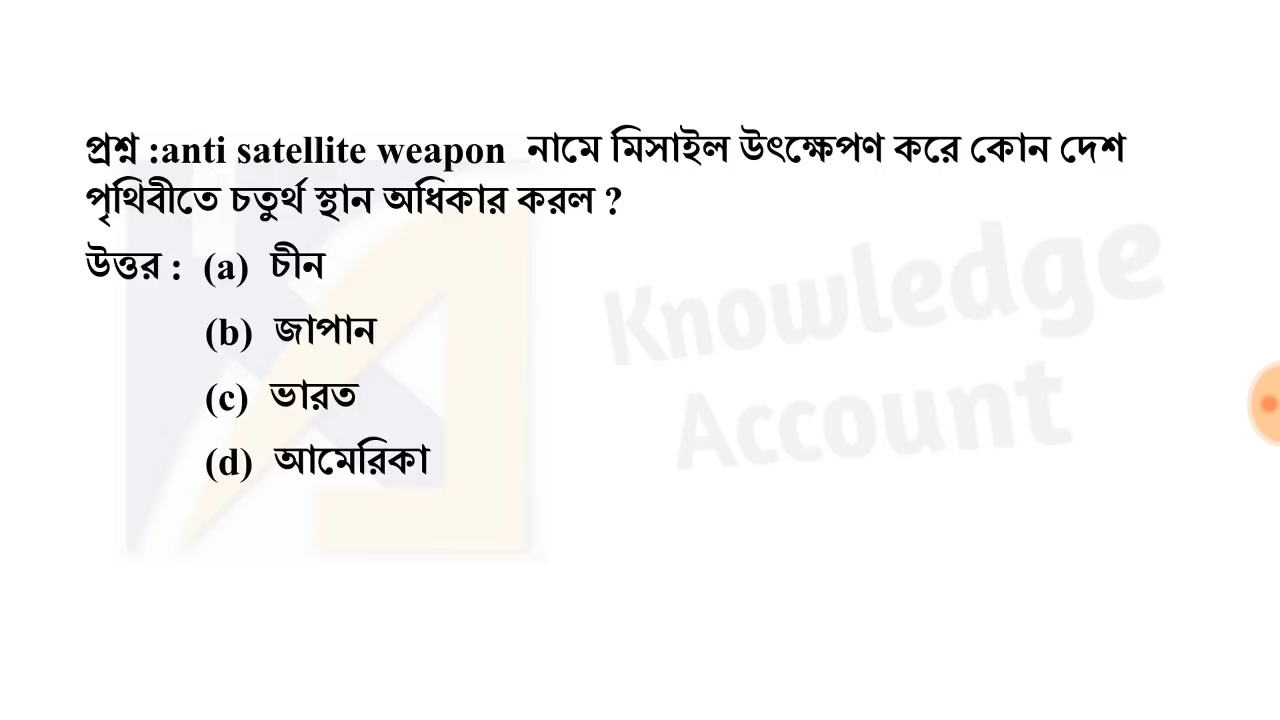 প্রশ্ন :anti satellite weapon নামে মিসাইল উৎক্ষেপণ করে কোন দেশ
পৃথিবীতে চতুর্থ স্থান অধিকার করল ?
উত্তর : (a) চীন
(b) জাপান
(c) ভারত
(d) আমেরিকা
Knowledge
Account